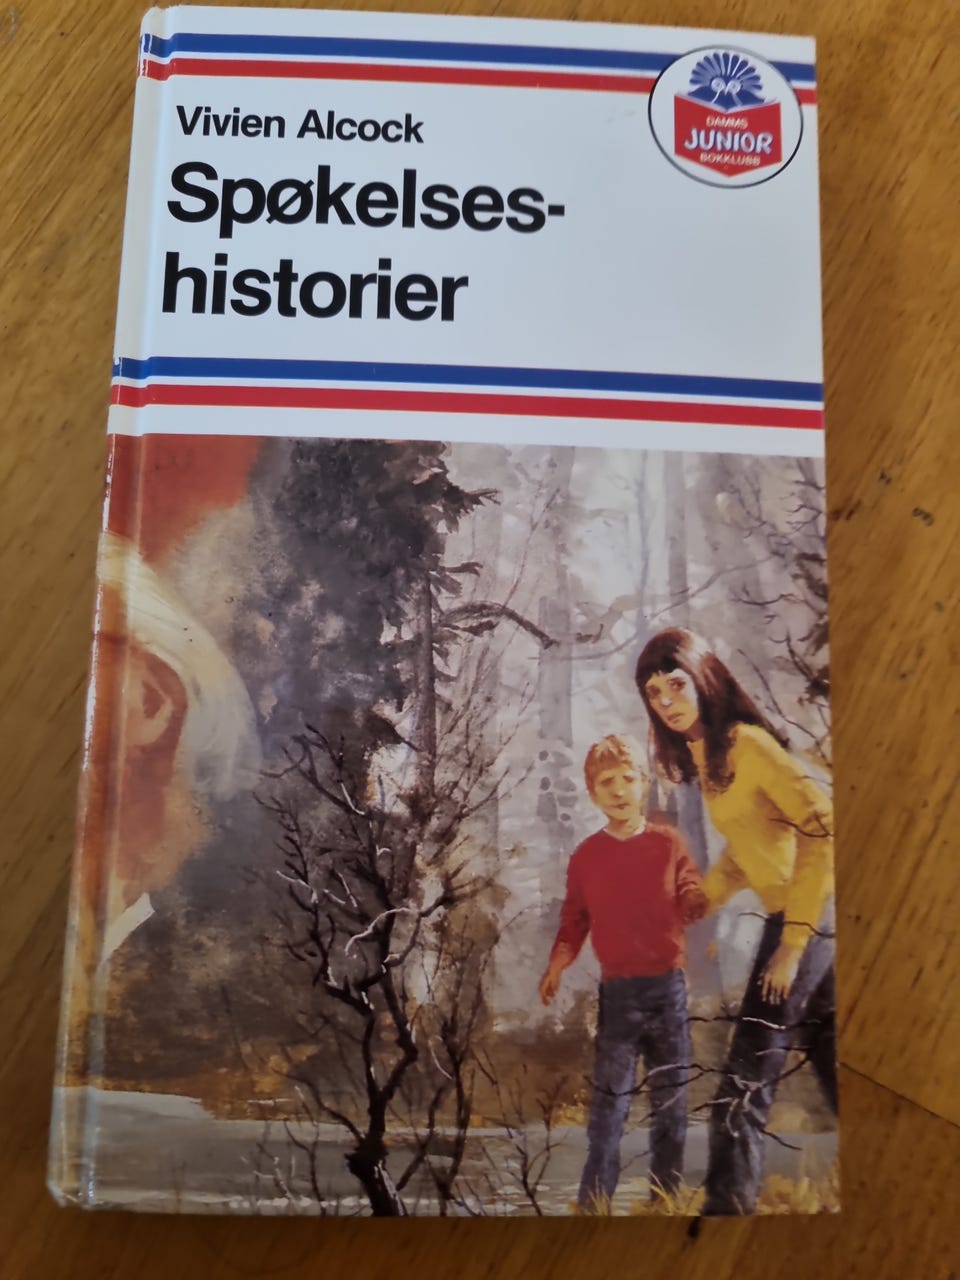 Vivien Alcock
Spøkelses-
historier
DAMMS
JUNIOR
BOKKLUBB